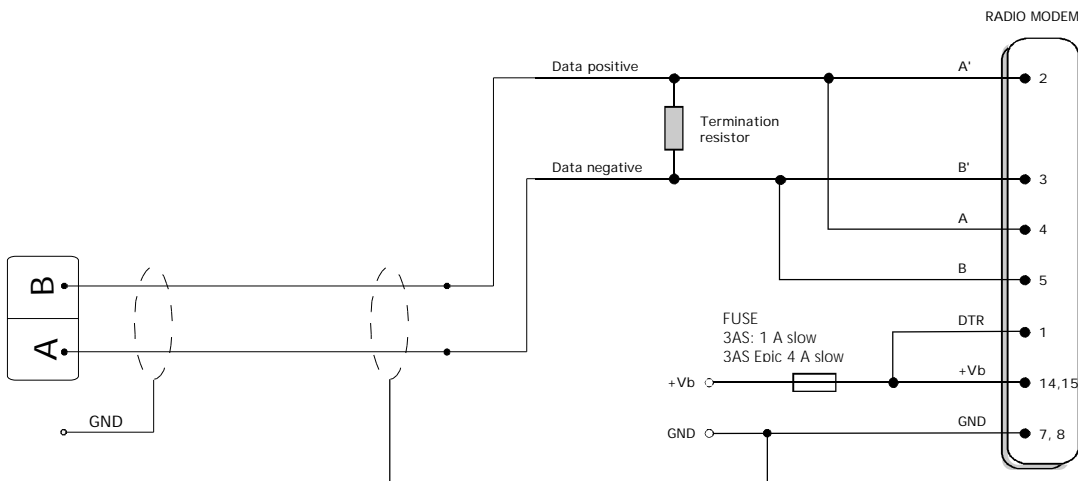 RADIO MODEM
Data positive
A'
2
Termination
resistor
Data negative
B'
3
A
4
B
B
5
FUSE
3AS: 1 A slow
3AS Epic 4 A slow
DTR
1
A
+Vb
+Vb
14,15
GND
GND
GND
7, 8